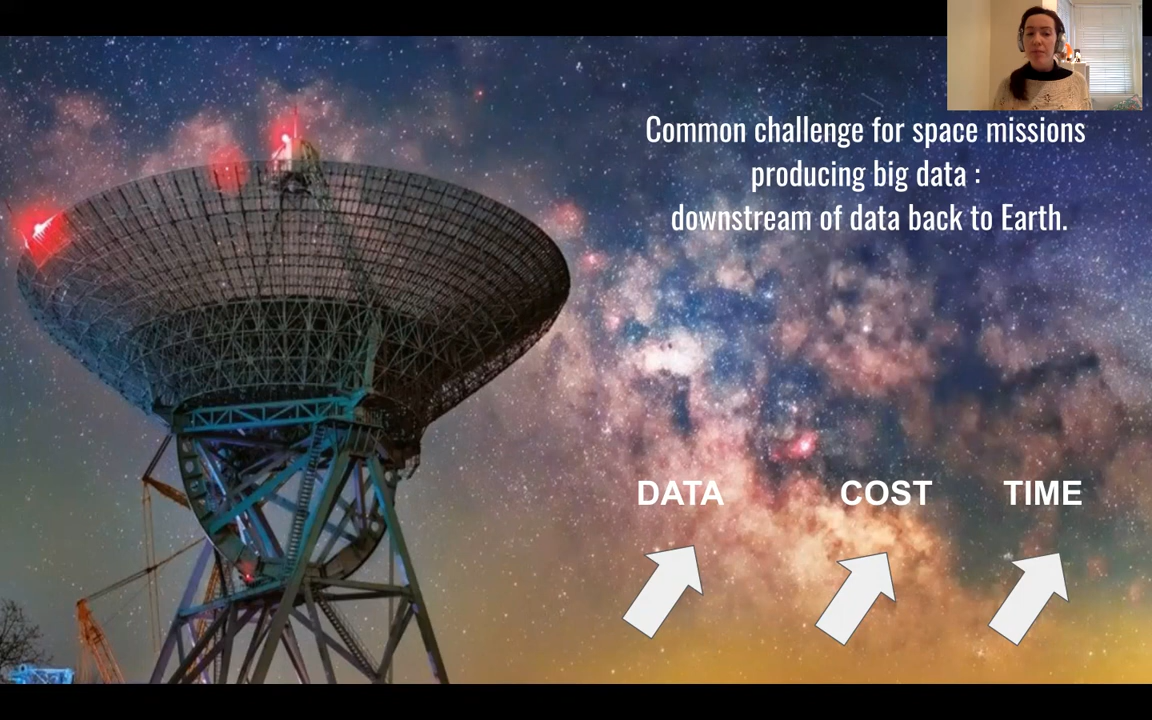 Common challenge for space missions
producing big data :
downstream of data back to Earth.
DATA COST TIME